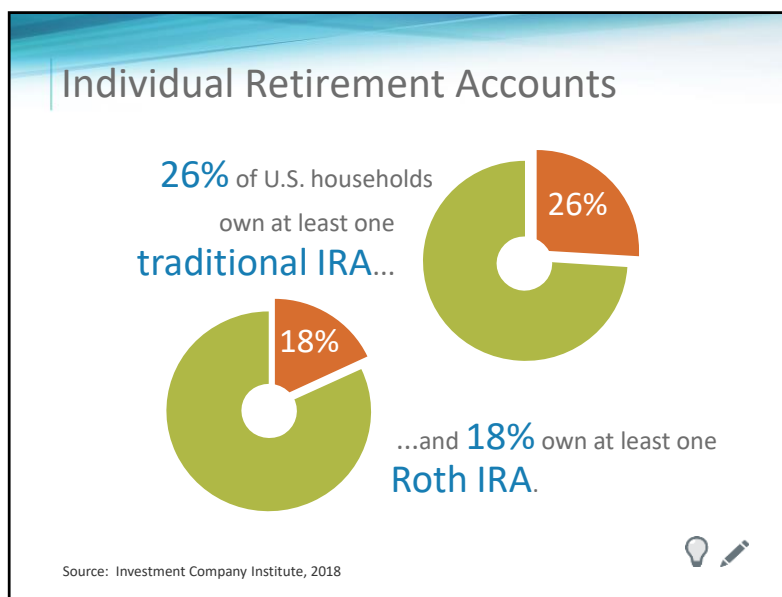 Individual Retirement Accounts
26% of U.S. households
own at least one
traditional IRA...
26%
18%
...and 18% own at least one
Roth IRA.
Source:  Investment Company Institute, 2018